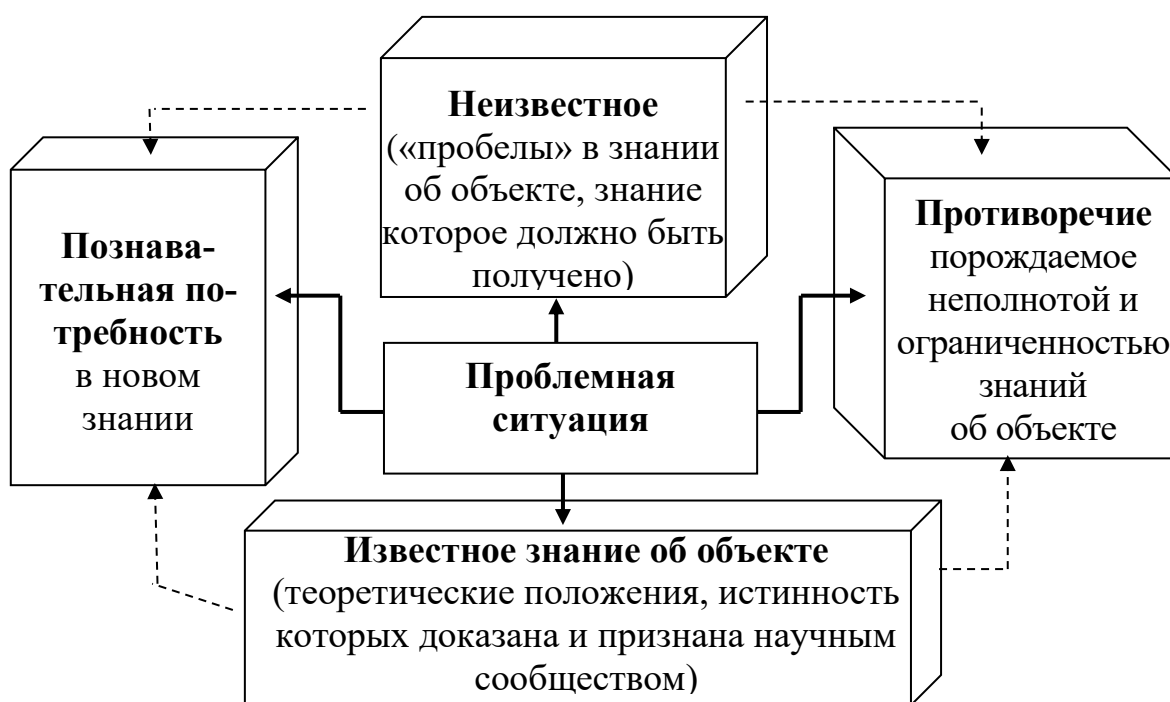 Неизвестное
(«пробелы» в знании
об объекте, знание
которое должно быть
получено)
Познава-
тельная по-
требность
в новом
знании
Противоречие
порождаемое
неполнотой и
ограниченностью
знаний
об объекте
Проблемная
ситуация
Известное знание об объекте
(теоретические положения, истинность
которых доказана и признана научным
сообществом)